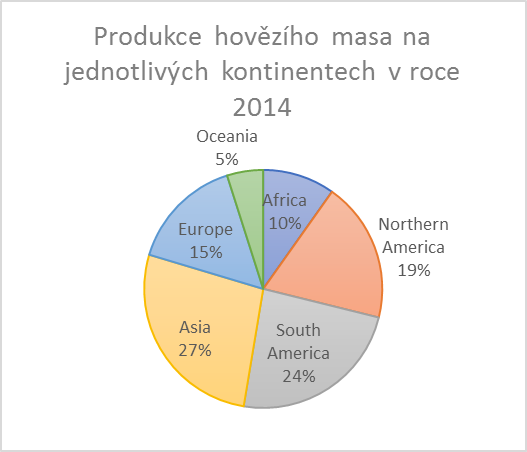 Produkce hovězího masa na
jednotlivých kontinentech v roce
2014
Oceania
5%
Africa
10%
Northern
America
19%
South
America
24%
Asia
27%
Europe
15%